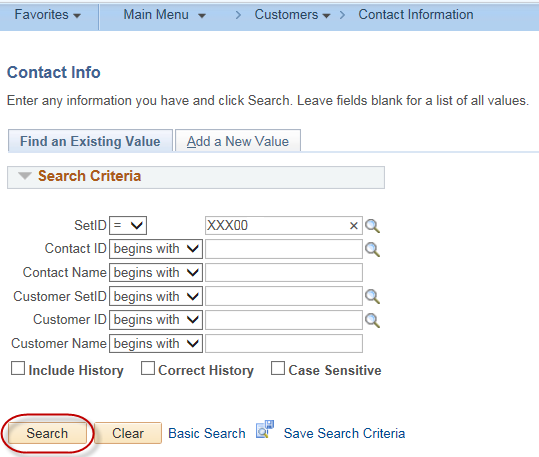 Favorites Main Menu > Customers > Contact Information
Contact Info
Enter any information you have and click Search. Leave fields blank for a list of all values.
Find an Existing Value Add a New Value
Search Criteria
SetID = XXX00 ×
Contact ID begins with
Contact Name begins with
Customer SetID begins with
Customer ID begins with
Customer Name begins with
Include History Correct History Case Sensitive
Search Clear Basic Search Save Search Criteria